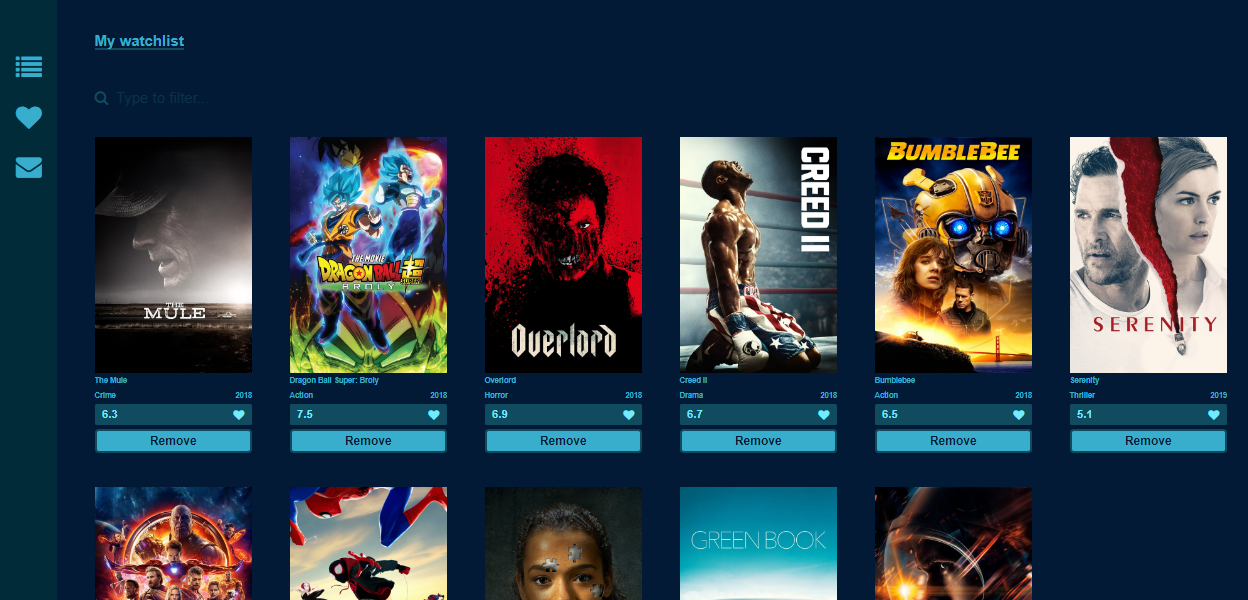 My watchlist
Type to filter...
THE
MULE
THE MOVIE
DRAGON BALL 超
SUPER
BROLY
Overlord
CREED II
BUMBLEBEE
SERENITY
The Mule
Dragon Ball Super: Broly
Overlord
Creed II
Bumblebee
Serenity
Crime 2018
Action 2018
Horror 2018
Drama 2018
Action 2018
Thriller 2019
6.3
7.5
6.9
6.7
6.5
5.1
Remove
Remove
Remove
Remove
Remove
Remove
GREEN BOOK